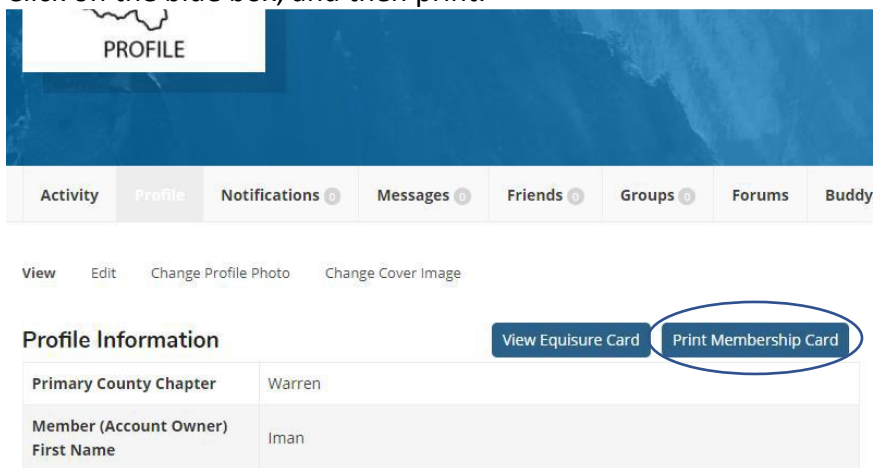 Click on the blue box, and then print.
PROFILE
Activity Profile Notifications 0 Messages 0 Friends 0 Groups 0 Forums Buddy
View Edit Change Profile Photo Change Cover Image
Profile Information View Equisure Card Print Membership Card
Primary County Chapter Warren
Member (Account Owner)
First Name Iman